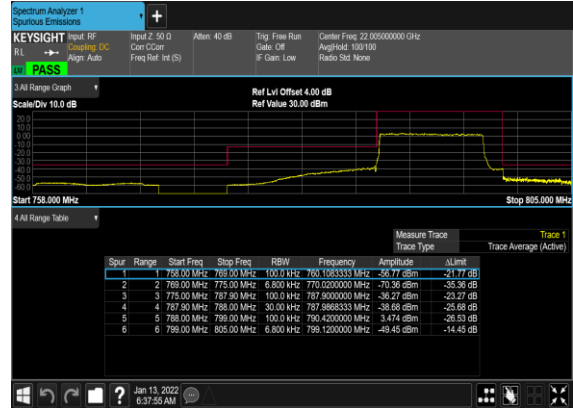 Spectrum Analyzer 1
Spurious Emissions
KEYSIGHT Input: RF Input Z: 50 Ω Atten: 40 dB Trig: Free Run Center Freq: 22.005000000 GHz
RL Coupling: DC Corr CCorr Gate: Off Avg|Hold: 100/100
Align: Auto Freq Ref: Int (S) IF Gain: Low Radio Std: None
PASS
3 All Range Graph
Ref Lvl Offset 4.00 dB
Scale/Div 10.0 dB Ref Value 30.00 dBm
20.0
10.0
0.00
-10.0
-20.0
-30.0
-40.0
-50.0
-60.0
Start 758.000 MHz Stop 805.000 MHz
4 All Range Table
Measure Trace Trace 1
Trace Type Trace Average (Active)
Spur Range Start Freq Stop Freq RBW Frequency Amplitude ΔLimit
1 1 758.00 MHz 769.00 MHz 100.0 kHz 760.1083333 MHz -56.77 dBm -21.77 dB
2 2 769.00 MHz 775.00 MHz 6.800 kHz 770.0200000 MHz -70.36 dBm -35.36 dB
3 3 775.00 MHz 787.90 MHz 100.0 kHz 787.9000000 MHz -36.27 dBm -23.27 dB
4 4 787.90 MHz 788.00 MHz 30.00 kHz 787.9868333 MHz -38.68 dBm -25.68 dB
5 5 788.00 MHz 799.00 MHz 100.0 kHz 790.4200000 MHz 3.474 dBm -26.53 dB
6 6 799.00 MHz 805.00 MHz 6.800 kHz 799.1200000 MHz -49.45 dBm -14.45 dB
Jan 13, 2022
6:37:55 AM